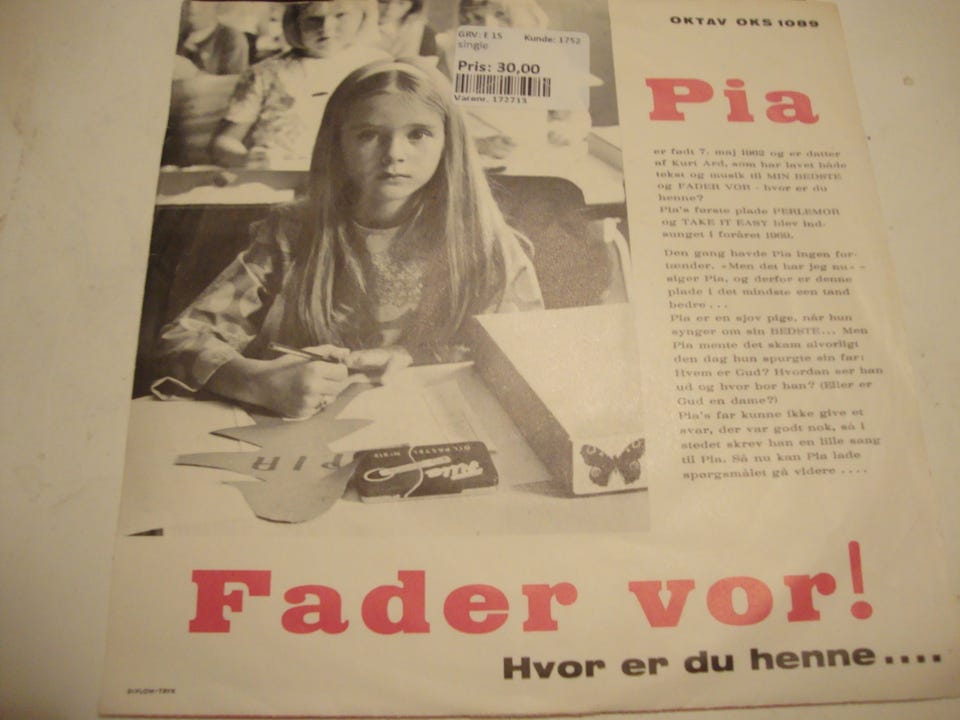 OKTAV OKS 1089
GRV: E 15 Kunde: 1752
single
Pris: 30,00
Varenr. 172713
Pia
er født 7. maj 1962 og er datter
af Kurt Ard, som har lavet både
tekst og musik til MIN BEDSTE
og FADER VOR - hvor er du
henne?
Pia's første plade PERLEMOR
og TAKE IT EASY blev ind-
sunget i foråret 1969.
Den gang havde Pia ingen for-
tænder. »Men det har jeg nu« -
siger Pia, og derfor er denne
plade i det mindste een tand
bedre . . .
Pia er en sjov pige, når hun
synger om sin BEDSTE... Men
Pia mente det skam alvorligt
den dag hun spurgte sin far:
Hvem er Gud? Hvordan ser han
ud og hvor bor han? (Eller er
Gud en dame?)
Pia's far kunne ikke give et
svar, der var godt nok, så i
stedet skrev han en lille sang
til Pia. Så nu kan Pia lade
spørgsmålet gå videre ....
PIA
Filia
OIL PASTEL
Fader vor!
Hvor er du henne....
DIPLOM-TRYK